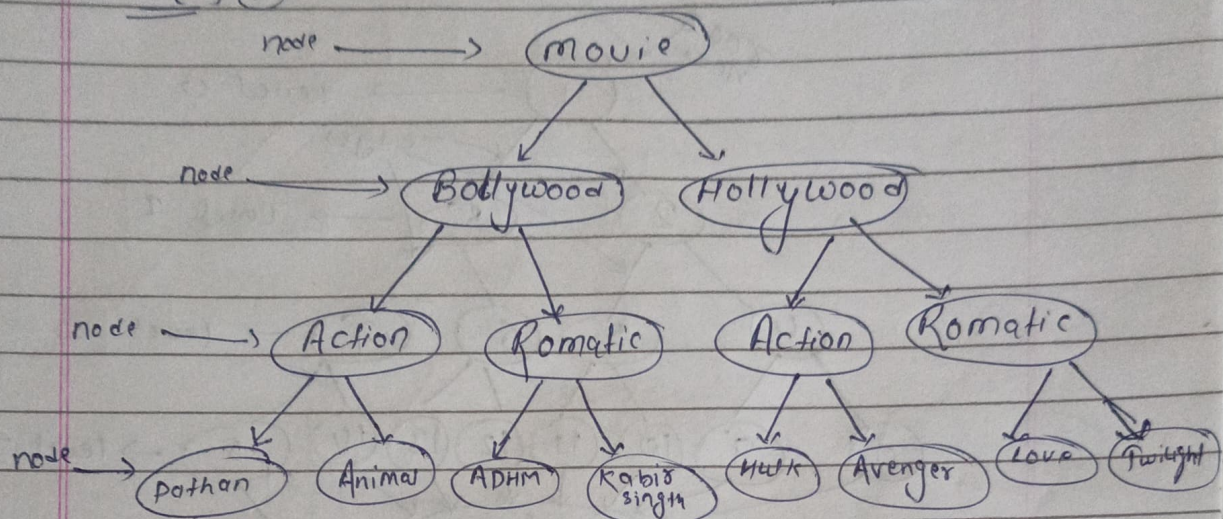 node movie
node Bollywood Hollywood
node Action Romatic Action Romatic
node Pathan Animal ADHM Kabir Hulk Avenger Love Twilight
singh